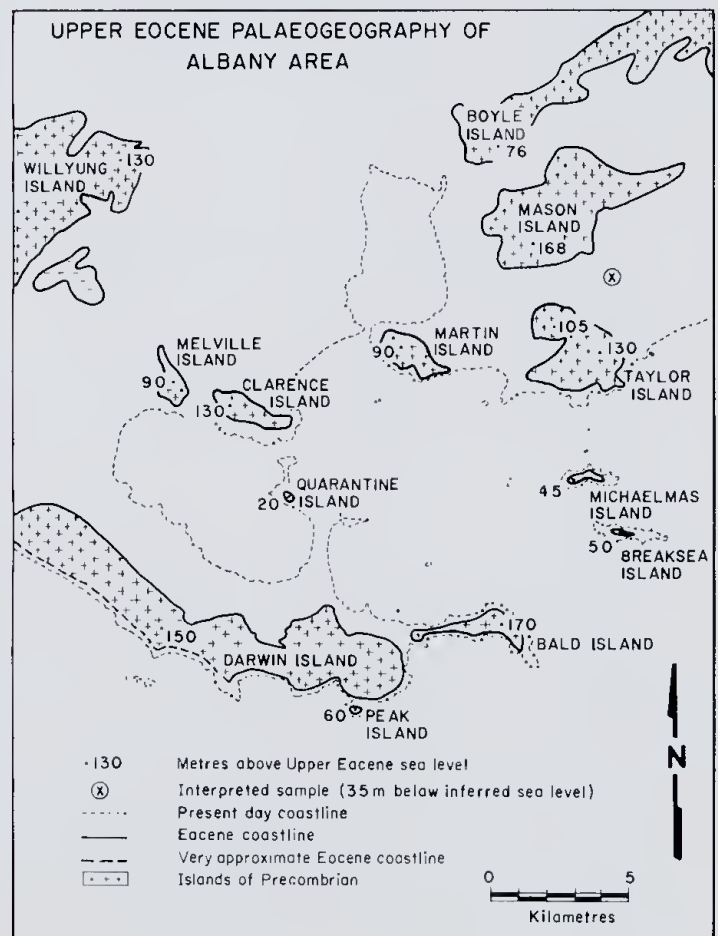 UPPER EOCENE PALAEOGEOGRAPHY OF
ALBANY AREA
BOYLE
ISLAND
76
WILLYUNG
ISLAND
130
MASON
ISLAND
168
X
MELVILLE
ISLAND
90
CLARENCE
ISLAND
130
MARTIN
ISLAND
90
105
130
TAYLOR
ISLAND
QUARANTINE
ISLAND
20
45
MICHAELMAS
ISLAND
50
BREAKSEA
ISLAND
150
DARWIN ISLAND
170
BALD ISLAND
60
PEAK
ISLAND
N
·130 Metres above Upper Eocene sea level
X Interpreted sample (35m below inferred sea level)
Present day coastline
Eocene coastline
Very approximate Eocene coastline
Islands of Precambrian
0 5
Kilometres